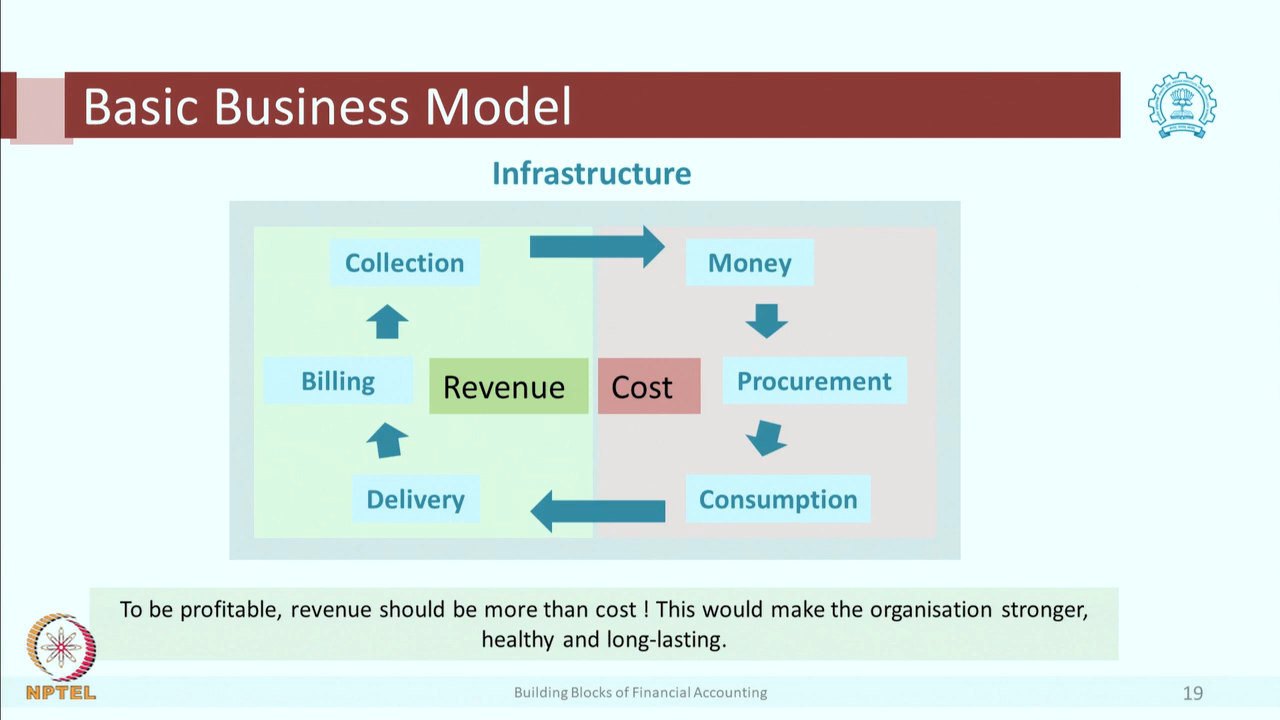 Basic Business Model
Infrastructure
Collection
Money
Billing
Revenue
Cost
Procurement
Delivery
Consumption
To be profitable, revenue should be more than cost ! This would make the organisation stronger,
healthy and long-lasting.
NPTEL
Building Blocks of Financial Accounting
19